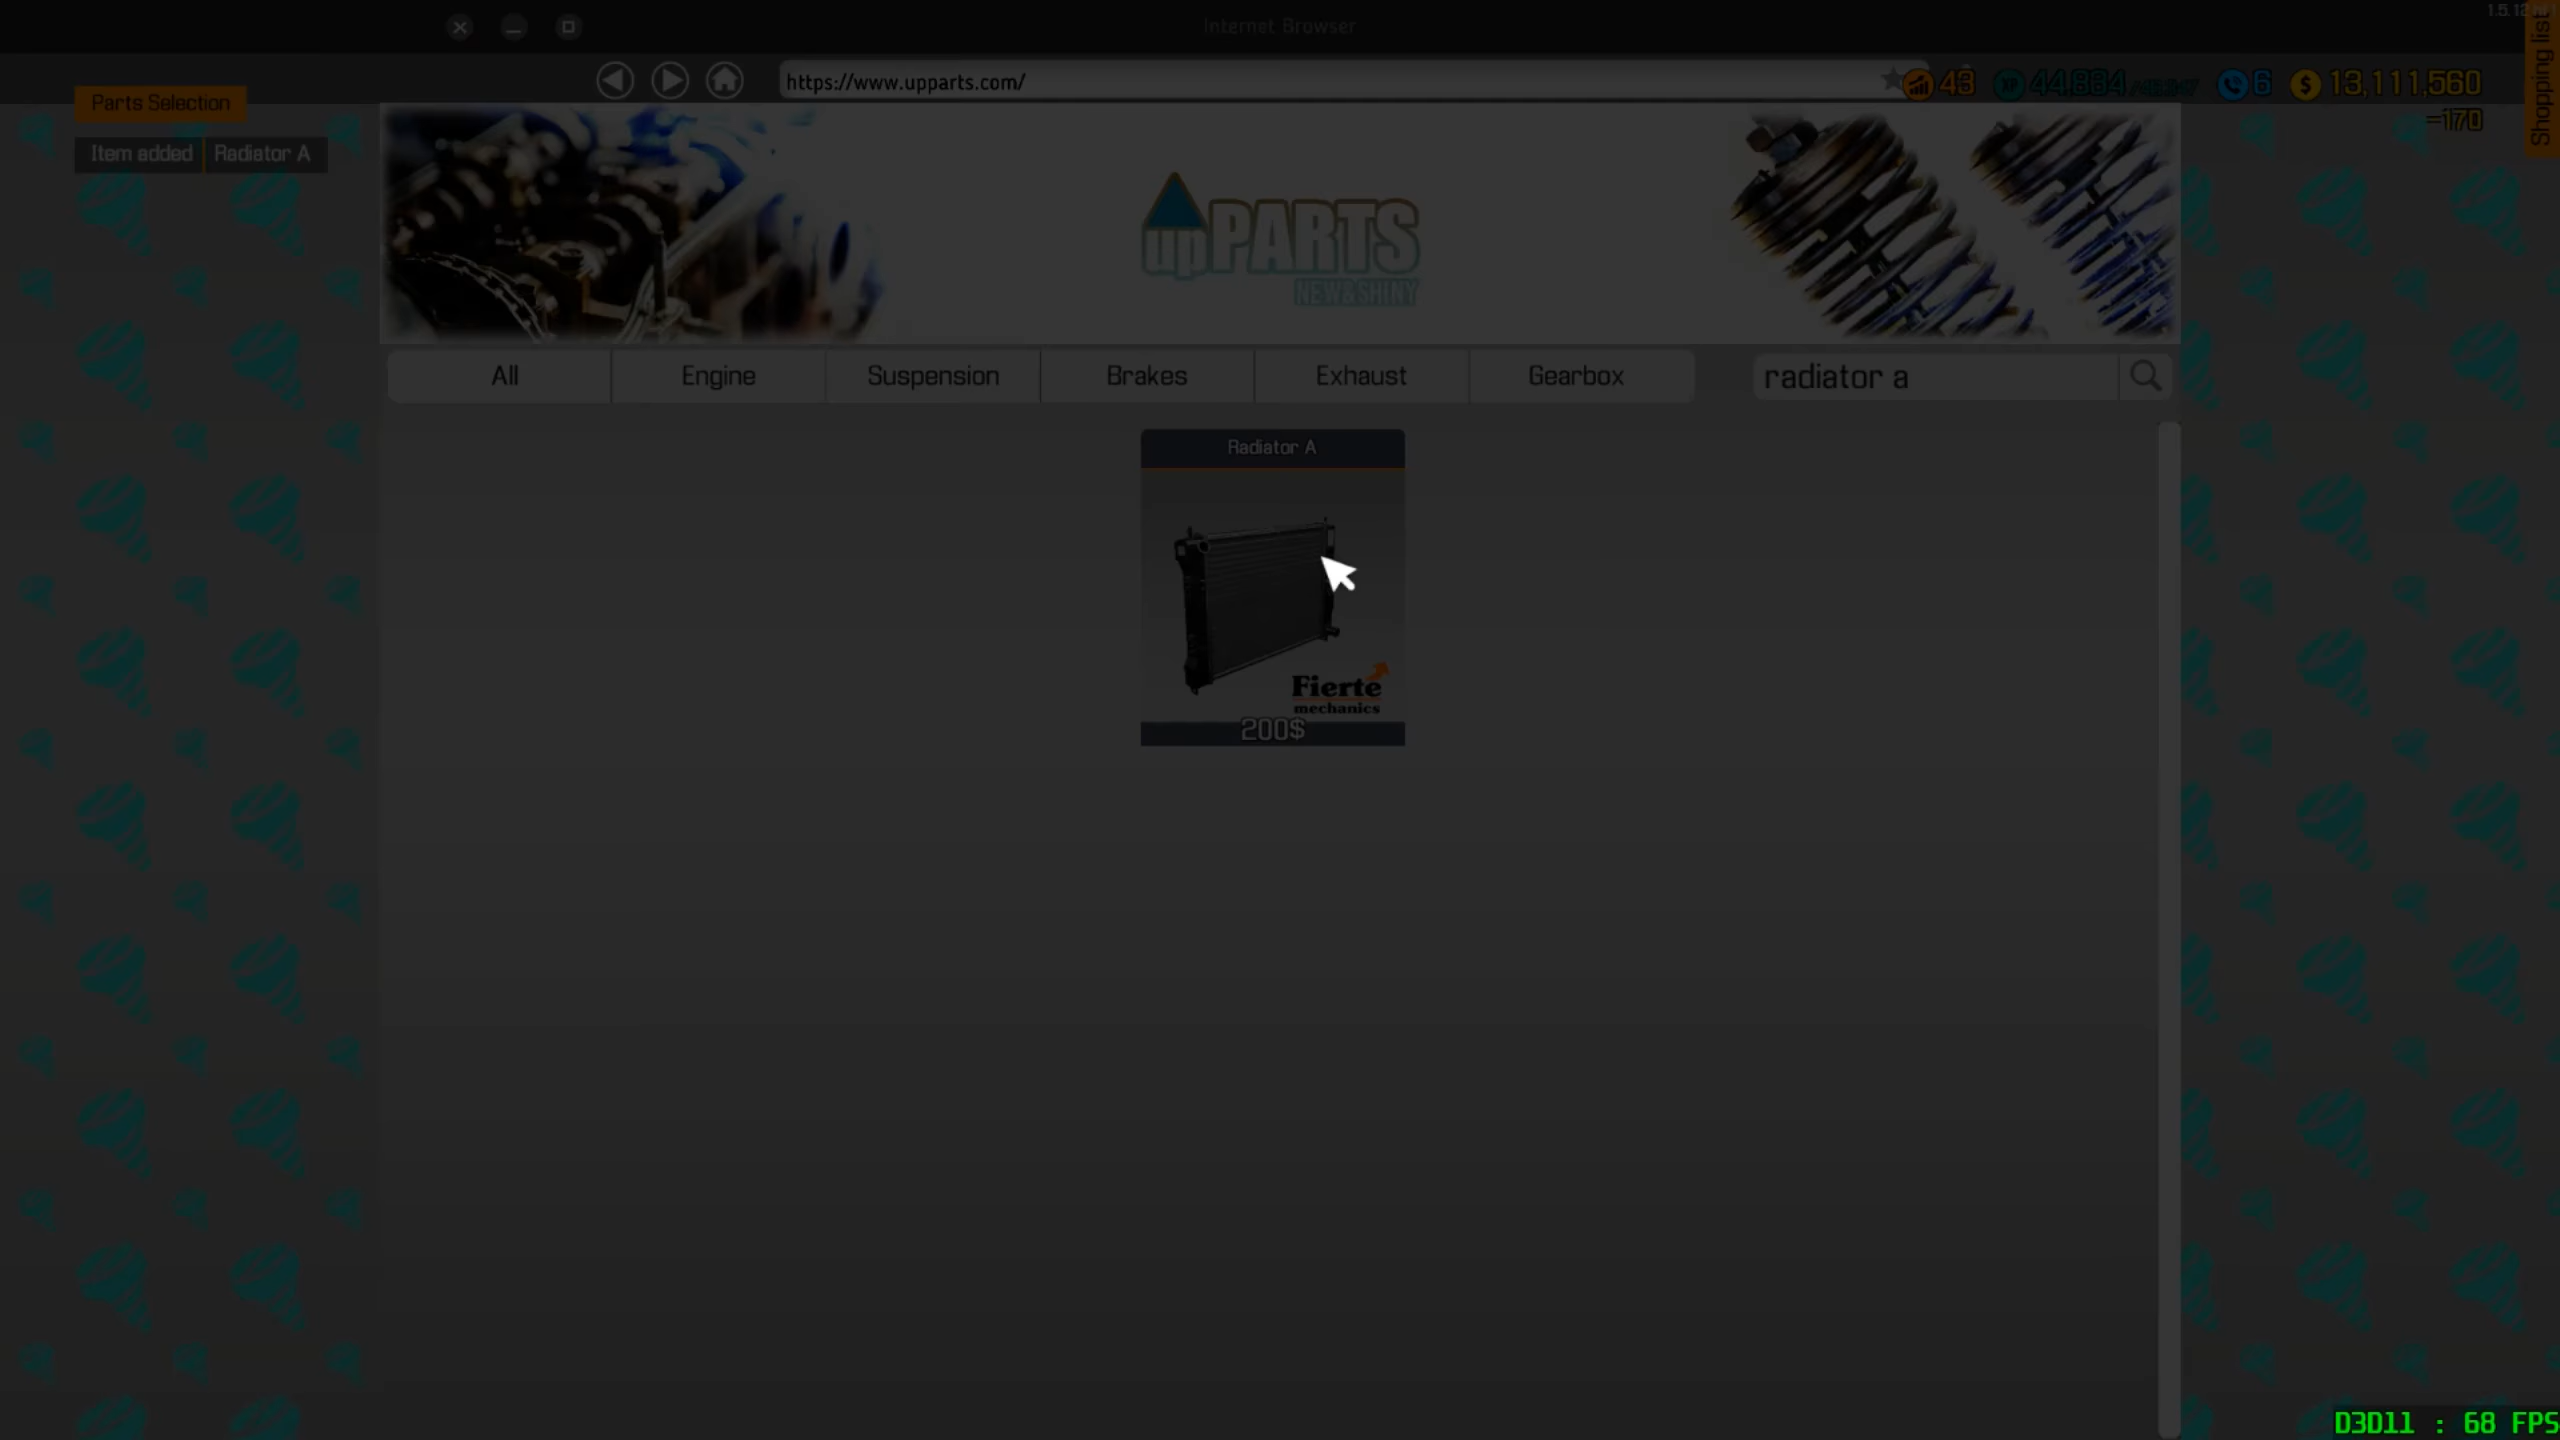 Internet Browser
https://www.upparts.com/
43
6
13,111,560
-170
Shopping list
Parts Selection
Item added Radiator A
upPARTS
NEW&SHINY
All Engine Suspension Brakes Exhaust Gearbox
radiator a
Radiator A
Fierte
mechanics
200$
D3D11 : 68 FPS